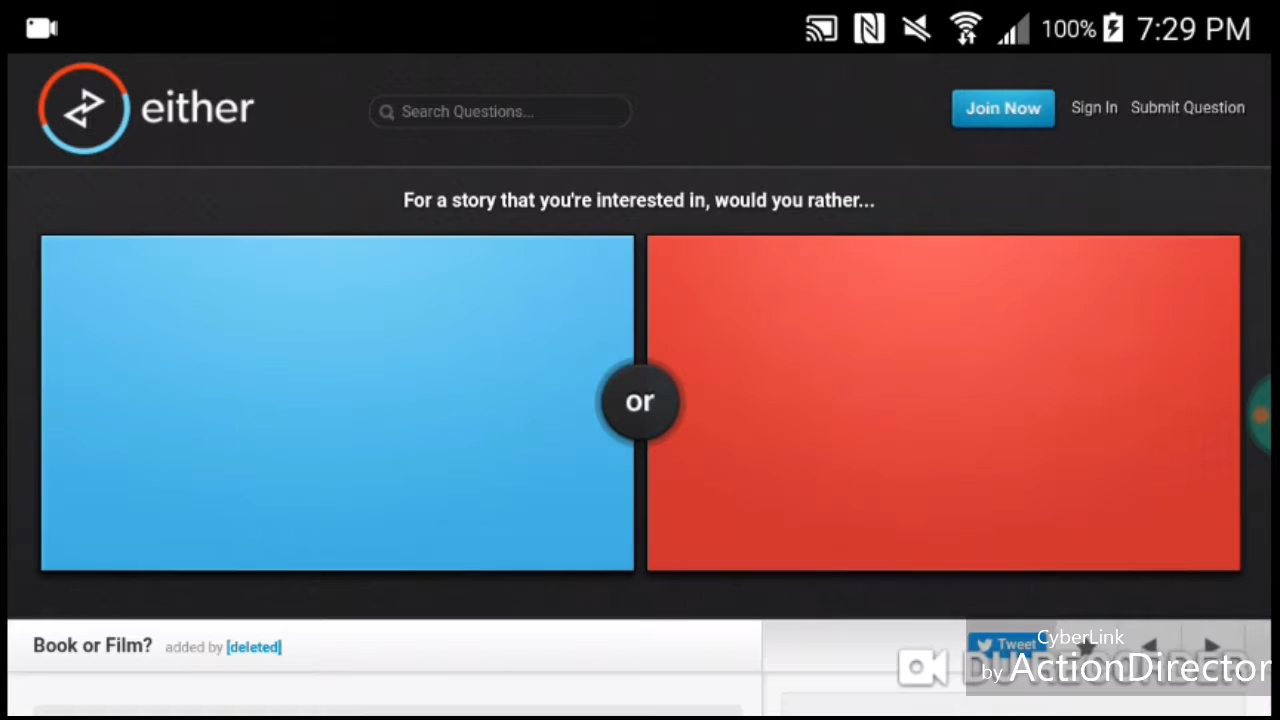 100% 7:29 PM
either
Search Questions...
Join Now Sign In Submit Question
For a story that you're interested in, would you rather...
or
Book or Film? added by [deleted]
Tweet
CyberLink
by ActionDirector